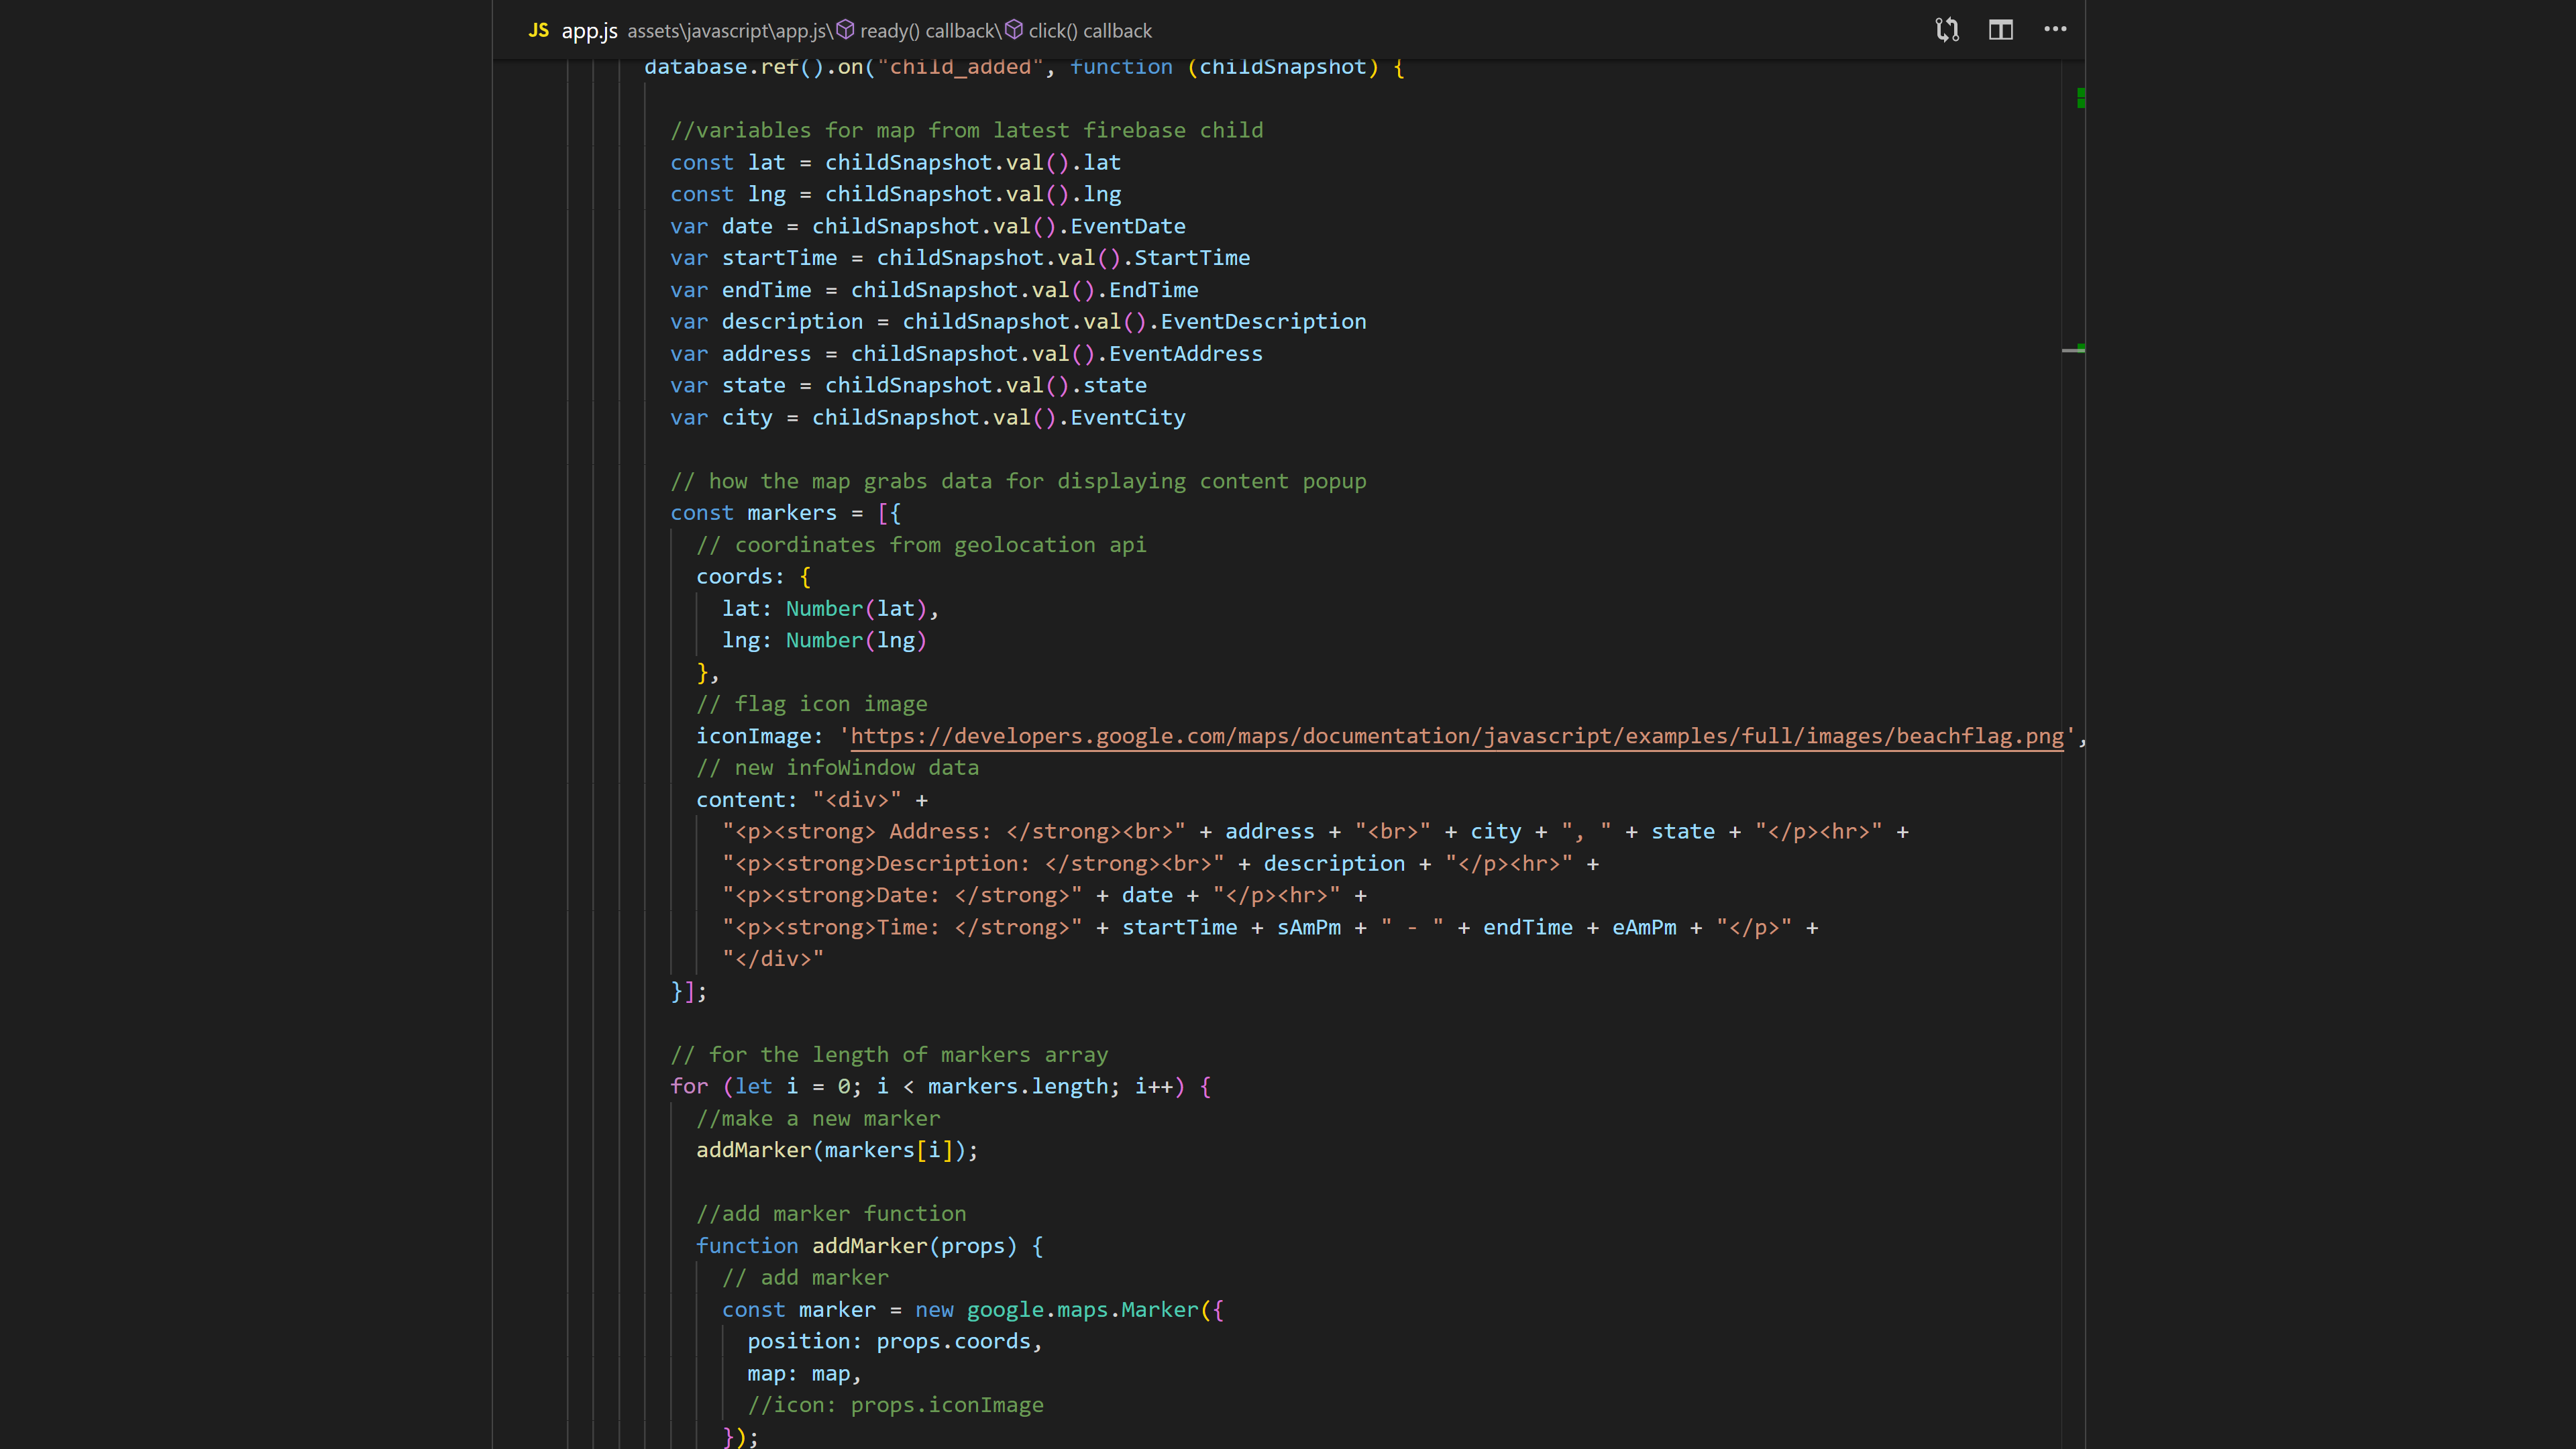 JS app.js assets\javascript\app.js\ ready() callback\ click() callback
database.ref().on("child_added", function (childSnapshot) {
//variables for map from latest firebase child
const lat = childSnapshot.val().lat
const lng = childSnapshot.val().lng
var date = childSnapshot.val().EventDate
var startTime = childSnapshot.val().StartTime
var endTime = childSnapshot.val().EndTime
var description = childSnapshot.val().EventDescription
var address = childSnapshot.val().EventAddress
var state = childSnapshot.val().state
var city = childSnapshot.val().EventCity
// how the map grabs data for displaying content popup
const markers = [{
// coordinates from geolocation api
coords: {
lat: Number(lat),
lng: Number(lng)
},
// flag icon image
iconImage: 'https://developers.google.com/maps/documentation/javascript/examples/full/images/beachflag.png',
// new infoWindow data
content: "<div>" +
"<p><strong> Address: </strong><br>" + address + "<br>" + city + ", " + state + "</p><hr>" +
"<p><strong>Description: </strong><br>" + description + "</p><hr>" +
"<p><strong>Date: </strong>" + date + "</p><hr>" +
"<p><strong>Time: </strong>" + startTime + sAmPm + " - " + endTime + eAmPm + "</p>" +
"</div>"
}];
// for the length of markers array
for (let i = 0; i < markers.length; i++) {
//make a new marker
addMarker(markers[i]);
//add marker function
function addMarker(props) {
// add marker
const marker = new google.maps.Marker({
position: props.coords,
map: map,
//icon: props.iconImage
});